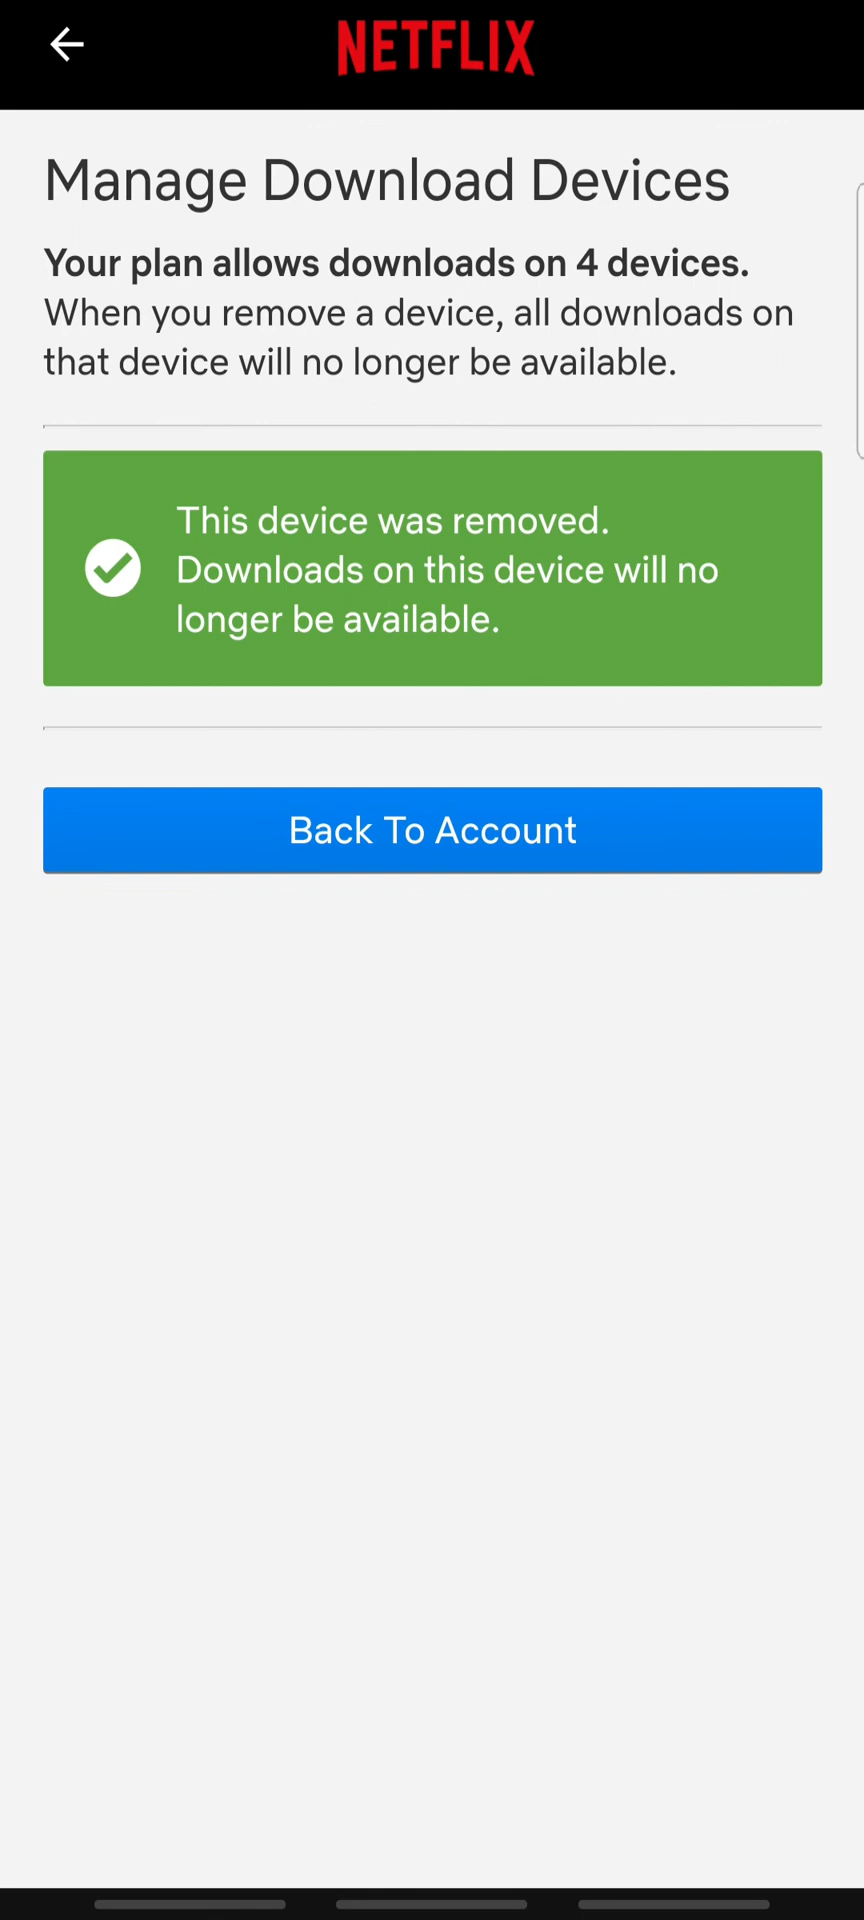 NETFLIX
Manage Download Devices
Your plan allows downloads on 4 devices.
When you remove a device, all downloads on
that device will no longer be available.
This device was removed.
Downloads on this device will no
longer be available.
Back To Account